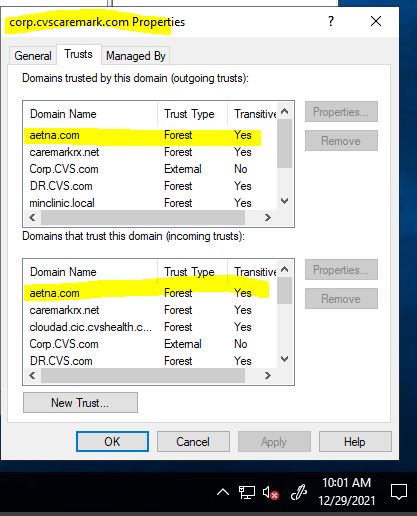 corp.cvscaremark.com Properties ? X
General Trusts Managed By
Domains trusted by this domain (outgoing trusts):
Domain Name Trust Type Transitive Properties...
aetna.com Forest Yes Remove
caremarkrx.net Forest Yes
Corp.CVS.com External No
DR.CVS.com Forest Yes
minclinic.local Forest Yes
Domains that trust this domain (incoming trusts):
Domain Name Trust Type Transitive Properties...
aetna.com Forest Yes Remove
caremarkrx.net Forest Yes
cloudad.cic.cvshealth.c... Forest Yes
Corp.CVS.com External No
DR.CVS.com Forest Yes
New Trust...
OK Cancel Apply Help
10:01 AM
12/29/2021